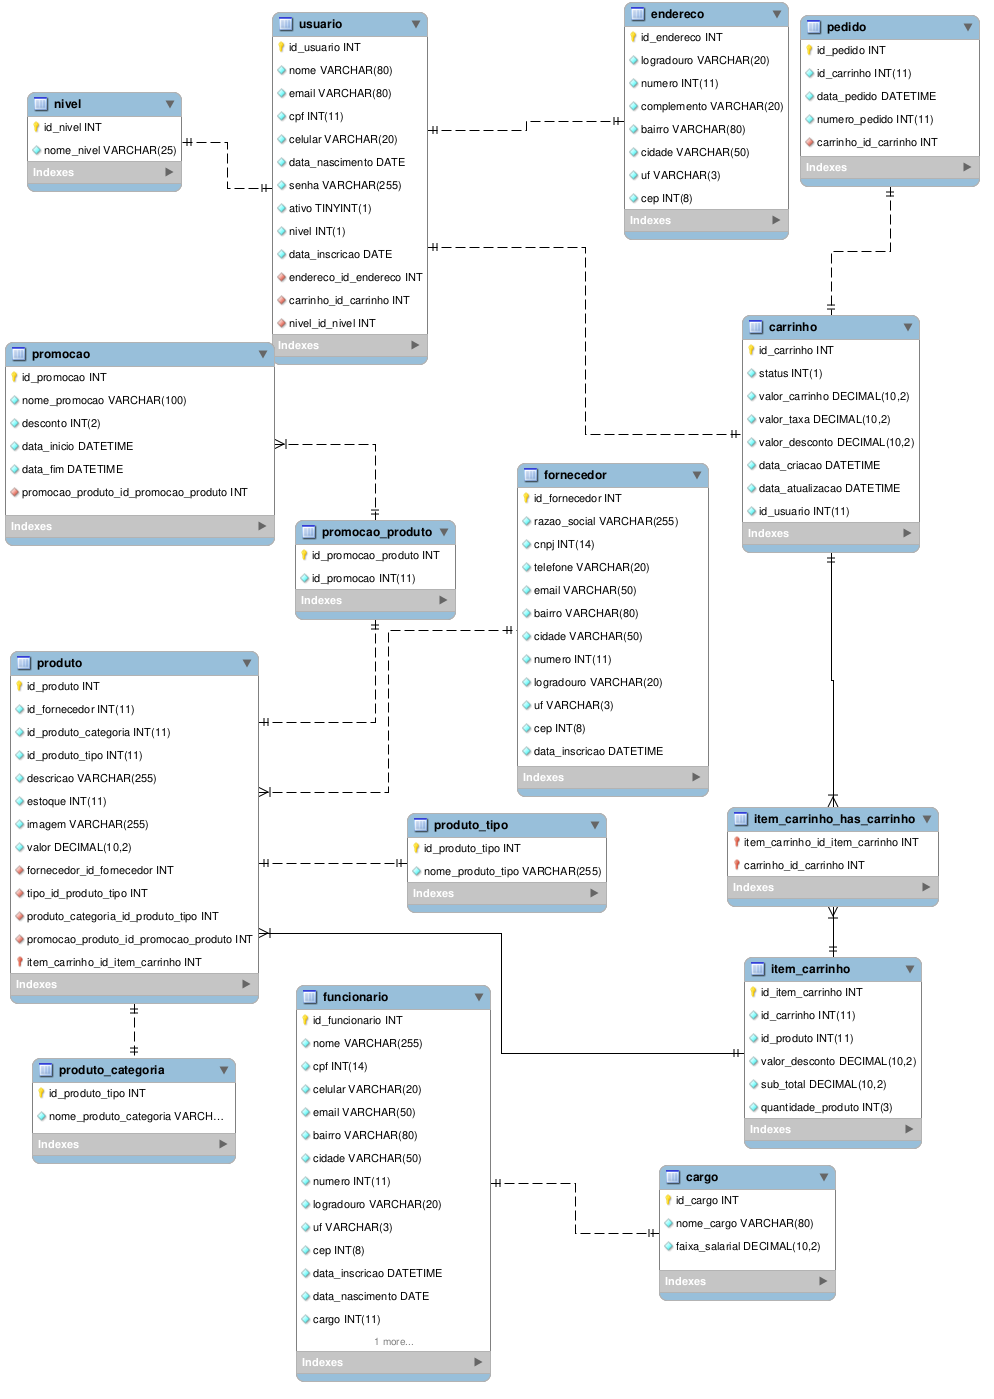 usuario
id_usuario INT
nome VARCHAR(80)
email VARCHAR(80)
cpf INT(11)
celular VARCHAR(20)
data_nascimento DATE
senha VARCHAR(255)
ativo TINYINT(1)
nivel INT(1)
data_inscricao DATE
endereco_id_endereco INT
carrinho_id_carrinho INT
nivel_id_nivel INT
Indexes
endereco
id_endereco INT
logradouro VARCHAR(20)
numero INT(11)
complemento VARCHAR(20)
bairro VARCHAR(80)
cidade VARCHAR(50)
uf VARCHAR(3)
cep INT(8)
Indexes
pedido
id_pedido INT
id_carrinho INT(11)
data_pedido DATETIME
numero_pedido INT(11)
carrinho_id_carrinho INT
Indexes
nivel
id_nivel INT
nome_nivel VARCHAR(25)
Indexes
carrinho
id_carrinho INT
status INT(1)
valor_carrinho DECIMAL(10,2)
valor_taxa DECIMAL(10,2)
valor_desconto DECIMAL(10,2)
data_criacao DATETIME
data_atualizacao DATETIME
id_usuario INT(11)
Indexes
promocao
id_promocao INT
nome_promocao VARCHAR(100)
desconto INT(2)
data_inicio DATETIME
data_fim DATETIME
promocao_produto_id_promocao_produto INT
Indexes
fornecedor
id_fornecedor INT
razao_social VARCHAR(255)
cnpj INT(14)
telefone VARCHAR(20)
email VARCHAR(50)
bairro VARCHAR(80)
cidade VARCHAR(50)
numero INT(11)
logradouro VARCHAR(20)
uf VARCHAR(3)
cep INT(8)
data_inscricao DATETIME
Indexes
promocao_produto
id_promocao_produto INT
id_promocao INT(11)
Indexes
produto
id_produto INT
id_fornecedor INT(11)
id_produto_categoria INT(11)
id_produto_tipo INT(11)
descricao VARCHAR(255)
estoque INT(11)
imagem VARCHAR(255)
valor DECIMAL(10,2)
fornecedor_id_fornecedor INT
tipo_id_produto_tipo INT
produto_categoria_id_produto_tipo INT
promocao_produto_id_promocao_produto INT
item_carrinho_id_item_carrinho INT
Indexes
produto_tipo
id_produto_tipo INT
nome_produto_tipo VARCHAR(255)
Indexes
item_carrinho_has_carrinho
item_carrinho_id_item_carrinho INT
carrinho_id_carrinho INT
Indexes
item_carrinho
id_item_carrinho INT
id_carrinho INT(11)
id_produto INT(11)
valor_desconto DECIMAL(10,2)
sub_total DECIMAL(10,2)
quantidade_produto INT(3)
Indexes
funcionario
id_funcionario INT
nome VARCHAR(255)
cpf INT(14)
celular VARCHAR(20)
email VARCHAR(50)
bairro VARCHAR(80)
cidade VARCHAR(50)
numero INT(11)
logradouro VARCHAR(20)
uf VARCHAR(3)
cep INT(8)
data_inscricao DATETIME
data_nascimento DATE
cargo INT(11)
1 more...
Indexes
produto_categoria
id_produto_tipo INT
nome_produto_categoria VARCH...
Indexes
cargo
id_cargo INT
nome_cargo VARCHAR(80)
faixa_salarial DECIMAL(10,2)
Indexes